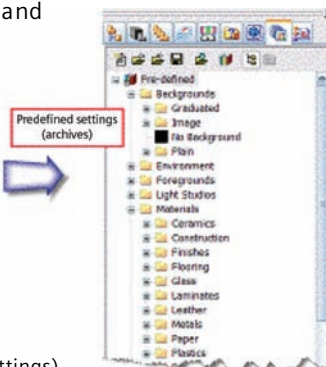 and
Pre-defined
Backgrounds
Graduated
Image
No Background
Plain
Environment
Foregrounds
Light Studios
Materials
Ceramics
Construction
Finishes
Flooring
Glass
Laminates
Leather
Metals
Paper
Plastics
Predefined settings
(archives)
ttings)